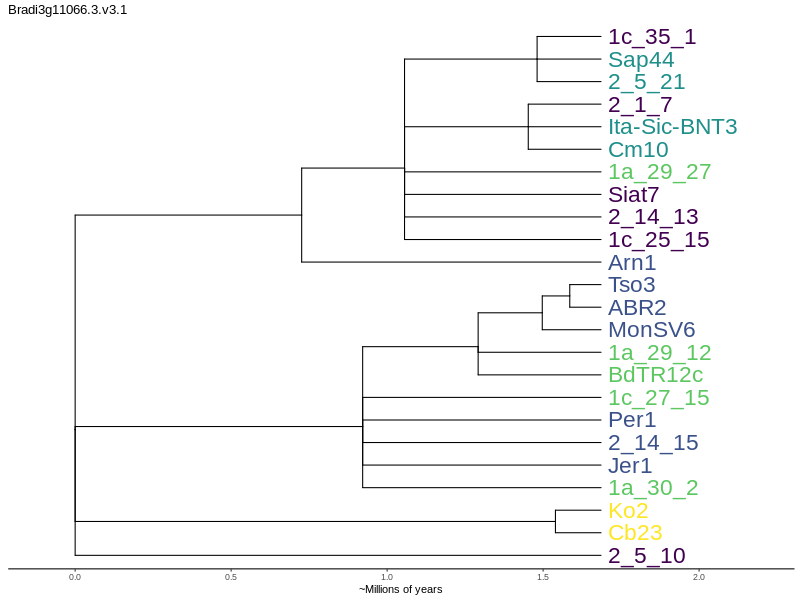 Bradi3g11066.3.v3.1
1c_35_1
Sap44
2_5_21
2_1_7
Ita-Sic-BNT3
Cm10
1a_29_27
Siat7
2_14_13
1c_25_15
Arn1
Tso3
ABR2
MonSV6
1a_29_12
BdTR12c
1c_27_15
Per1
2_14_15
Jer1
1a_30_2
Ko2
Cb23
2_5_10
0.0 0.5 1.0 1.5 2.0
~Millions of years